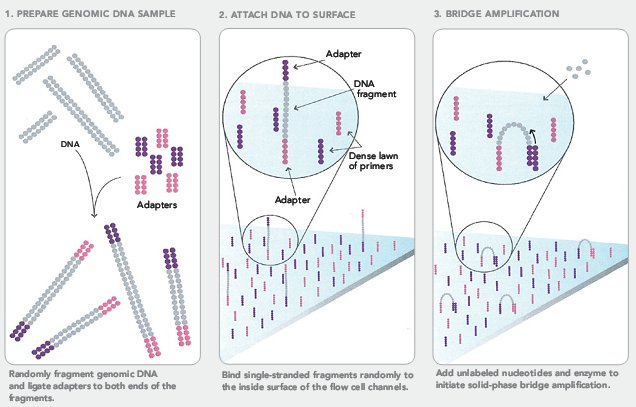 1. PREPARE GENOMIC DNA SAMPLE
DNA
Adapters
Randomly fragment genomic DNA
and ligate adapters to both ends of the
fragments.
2. ATTACH DNA TO SURFACE
Adapter
DNA
fragment
Dense lawn
of primers
Adapter
Bind single-stranded fragments randomly to
the inside surface of the flow cell channels.
3. BRIDGE AMPLIFICATION
Add unlabeled nucleotides and enzyme to
initiate solid-phase bridge amplification.